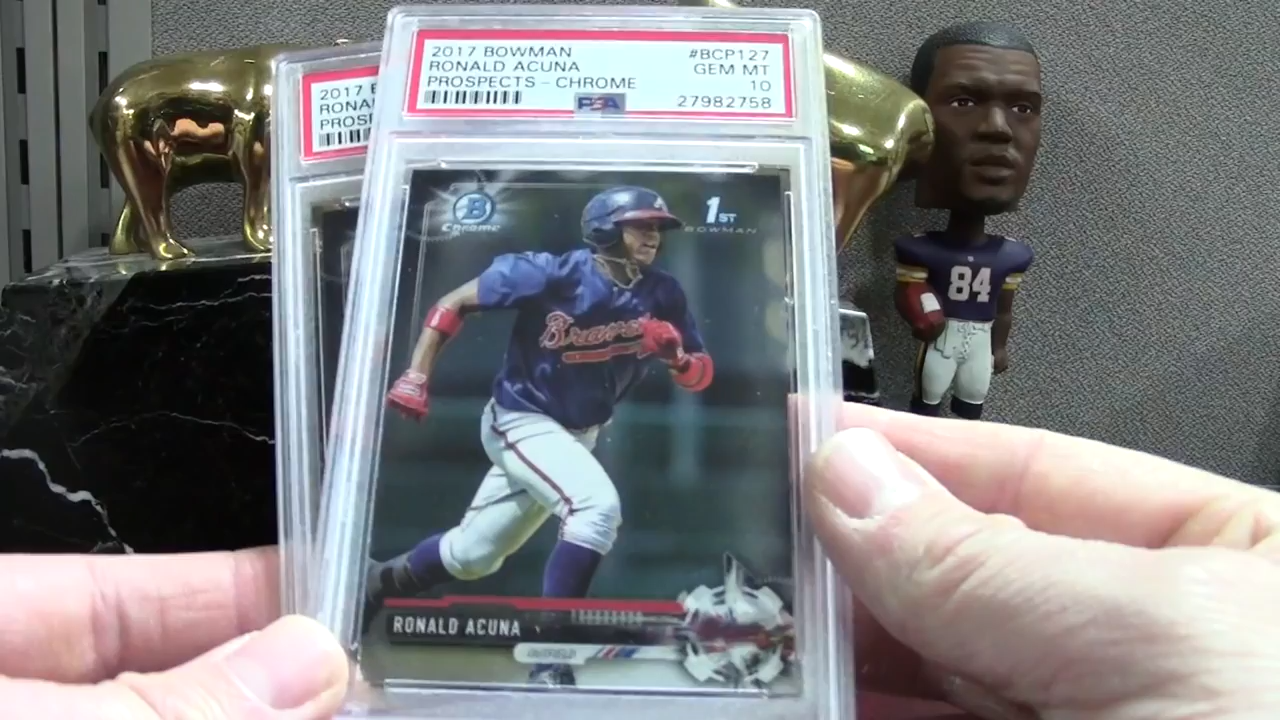 2017 BOWMAN #BCP127
RONALD ACUNA GEM MT
PROSPECTS - CHROME 10
PSA 27982758
2017 B
RONA
PROSP
B
Chrome
1ST
BOWMAN
Braves
84
RONALD ACUNA